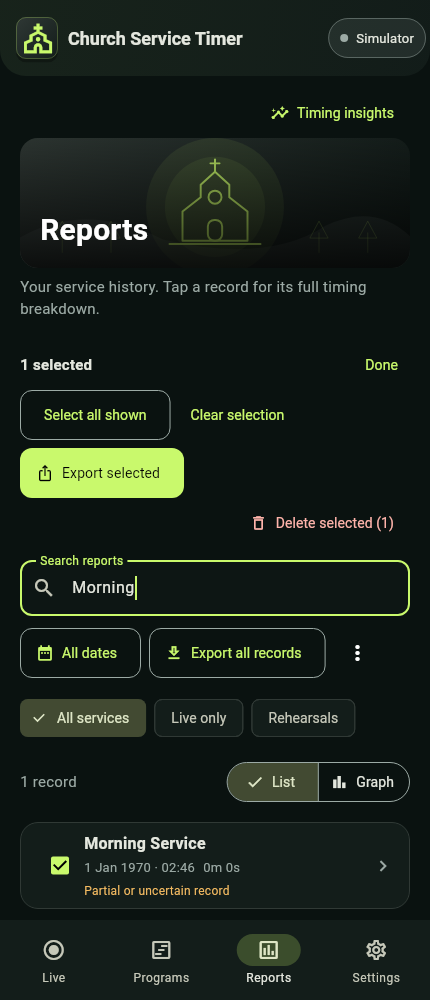 Church Service Timer
Simulator
Timing insights
Reports
Your service history. Tap a record for its full timing
breakdown.
1 selected
Done
Select all shown
Clear selection
Export selected
Delete selected (1)
Search reports
Morning
All dates
Export all records
All services
Live only
Rehearsals
1 record
List
Graph
Morning Service
1 Jan 1970 · 02:46 0m 0s
Partial or uncertain record
Live
Programs
Reports
Settings